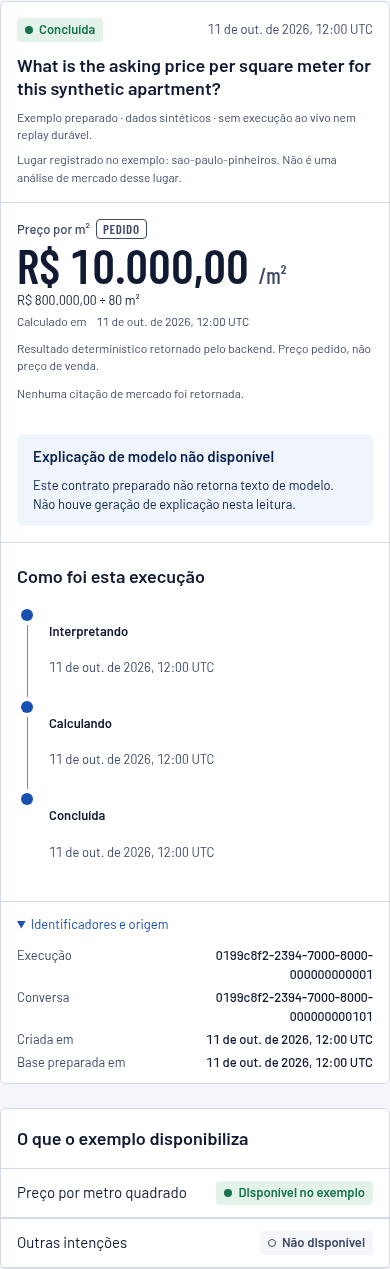 Concluída
11 de out. de 2026, 12:00 UTC
What is the asking price per square meter for
this synthetic apartment?
Exemplo preparado · dados sintéticos · sem execução ao vivo nem
replay durável.
Lugar registrado no exemplo: sao-paulo-pinheiros. Não é uma
análise de mercado desse lugar.
Preço por m² PEDIDO
R$ 10.000,00 /m²
R$ 800.000,00 ÷ 80 m²
Calculado em 11 de out. de 2026, 12:00 UTC
Resultado determinístico retornado pelo backend. Preço pedido, não
preço de venda.
Nenhuma citação de mercado foi retornada.
Explicação de modelo não disponível
Este contrato preparado não retorna texto de modelo.
Não houve geração de explicação nesta leitura.
Como foi esta execução
Interpretando
11 de out. de 2026, 12:00 UTC
Calculando
11 de out. de 2026, 12:00 UTC
Concluída
11 de out. de 2026, 12:00 UTC
Identificadores e origem
Execução 0199c8f2-2394-7000-8000-
000000000001
Conversa 0199c8f2-2394-7000-8000-
000000000101
Criada em 11 de out. de 2026, 12:00 UTC
Base preparada em 11 de out. de 2026, 12:00 UTC
O que o exemplo disponibiliza
Preço por metro quadrado Disponível no exemplo
Outras intenções Não disponível